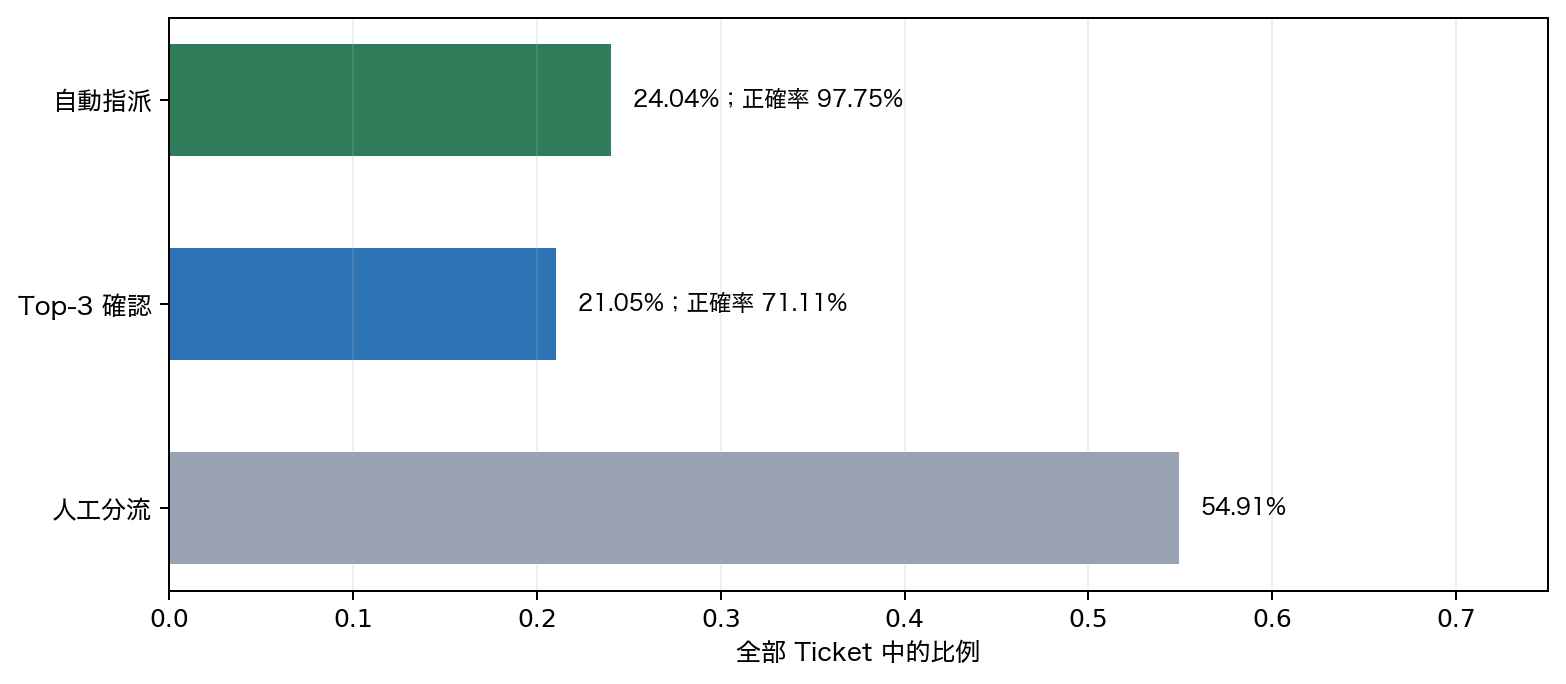 自動指派
24.04%；正確率 97.75%
Top-3 確認
21.05%；正確率 71.11%
人工分流
54.91%
0.0 0.1 0.2 0.3 0.4 0.5 0.6 0.7
全部 Ticket 中的比例